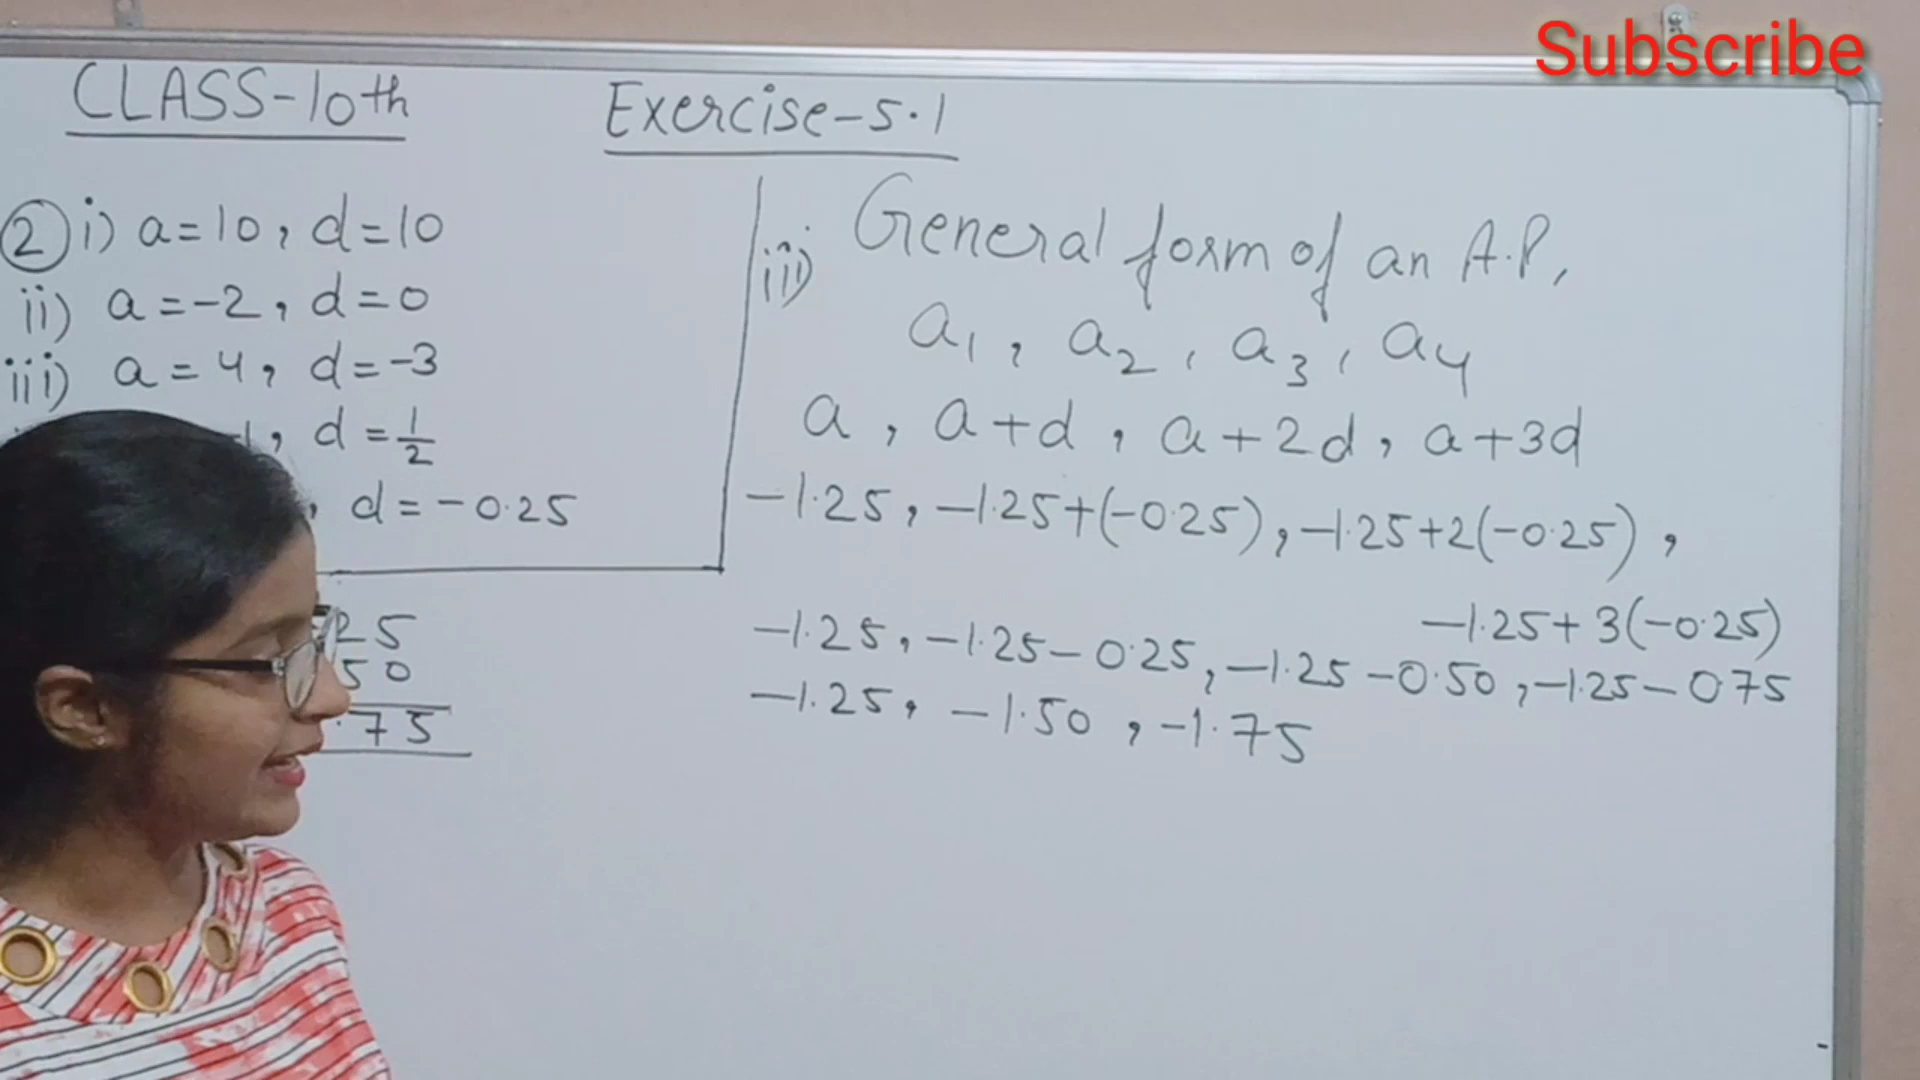 Subscribe
CLASS-10th
Exercise-5.1
② i) a=10, d=10
ii) a=-2, d=0
iii) a=4, d=-3
, d=1/2
, d=-0.25
25
50
.75
iii) General form of an A.P,
a₁, a₂, a₃, a₄
a, a+d, a+2d, a+3d
-1.25, -1.25+(-0.25), -1.25+2(-0.25),
-1.25+3(-0.25)
-1.25, -1.25-0.25, -1.25-0.50, -1.25-0.75
-1.25, -1.50, -1.75